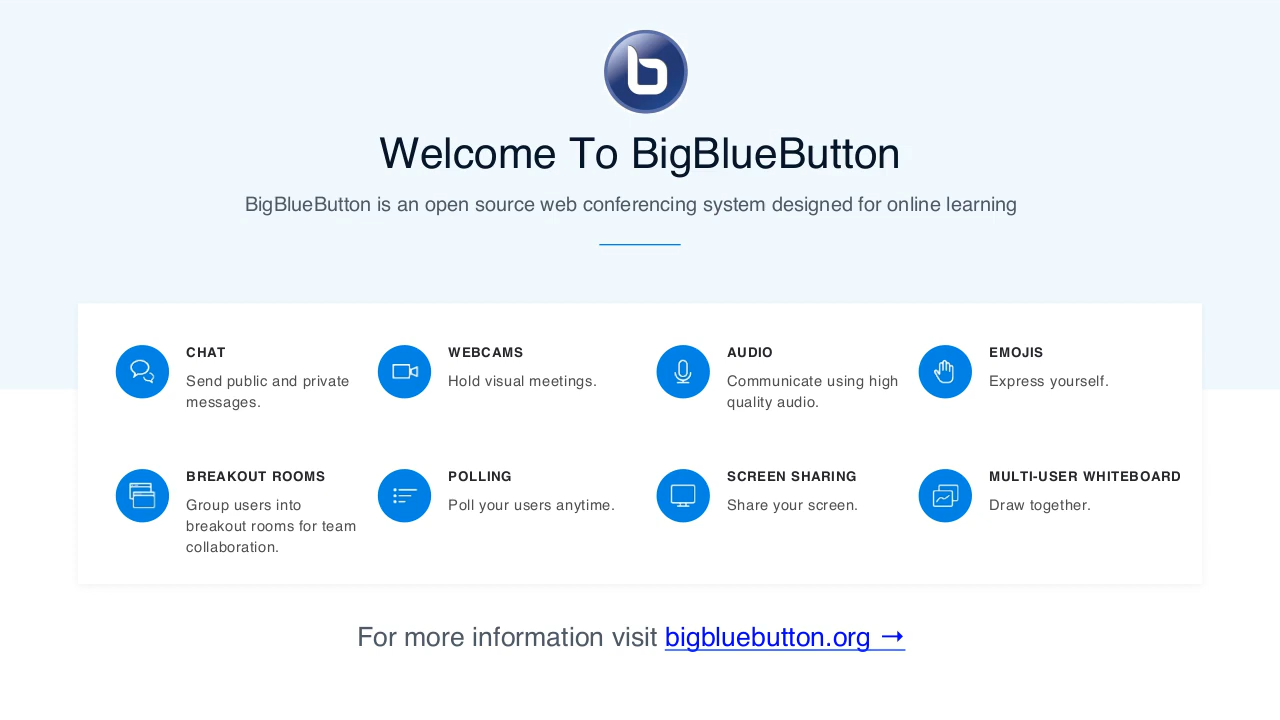 Welcome To BigBlueButton
BigBlueButton is an open source web conferencing system designed for online learning
CHAT
Send public and private
messages.
WEBCAMS
Hold visual meetings.
AUDIO
Communicate using high
quality audio.
EMOJIS
Express yourself.
BREAKOUT ROOMS
Group users into
breakout rooms for team
collaboration.
POLLING
Poll your users anytime.
SCREEN SHARING
Share your screen.
MULTI-USER WHITEBOARD
Draw together.
For more information visit bigbluebutton.org →